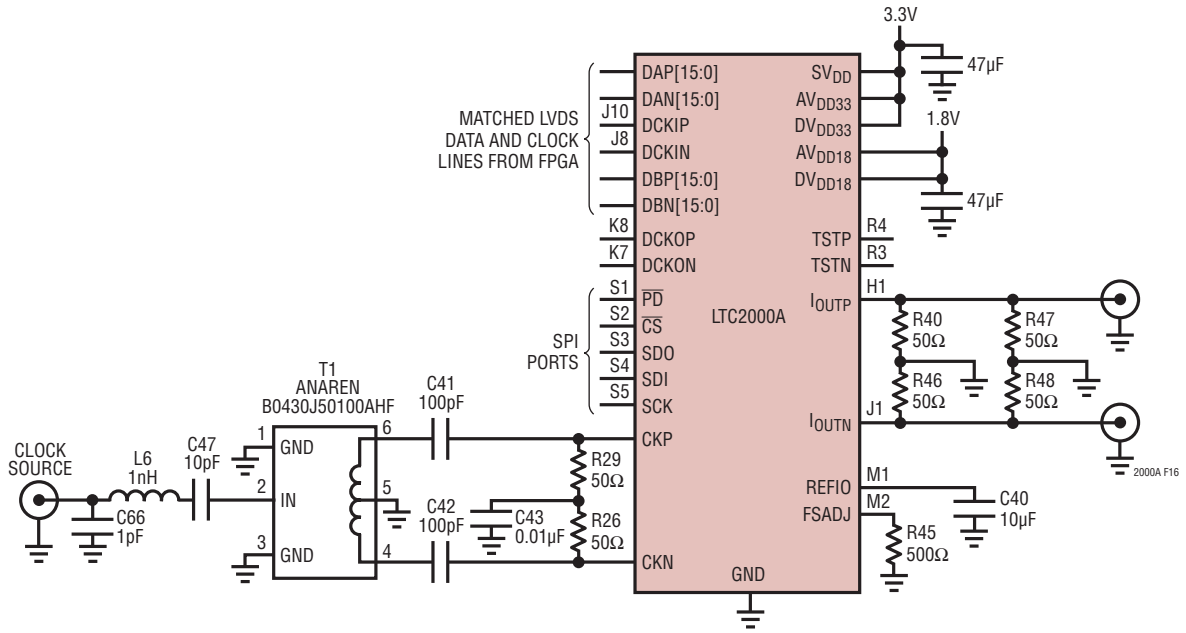 3.3V
47µF
1.8V
47µF
MATCHED LVDS
DATA AND CLOCK
LINES FROM FPGA
DAP[15:0]
DAN[15:0]
J10
DCKIP
J8
DCKIN
DBP[15:0]
DBN[15:0]
K8
DCKOP
K7
DCKON
SPI
PORTS
S1
PD
S2
CS
S3
SDO
S4
SDI
S5
SCK
CKP
CKN
LTC2000A
GND
SVDD
AVDD33
DVDD33
AVDD18
DVDD18
TSTP
R4
TSTN
R3
IOUTP
H1
IOUTN
J1
REFIO
M1
FSADJ
M2
R40
50Ω
R46
50Ω
R47
50Ω
R48
50Ω
C40
10µF
R45
500Ω
2000A F16
CLOCK
SOURCE
C66
1pF
L6
1nH
C47
10pF
T1
ANAREN
B0430J50100AHF
1
GND
2
IN
3
GND
6
5
4
C41
100pF
C42
100pF
C43
0.01µF
R29
50Ω
R26
50Ω